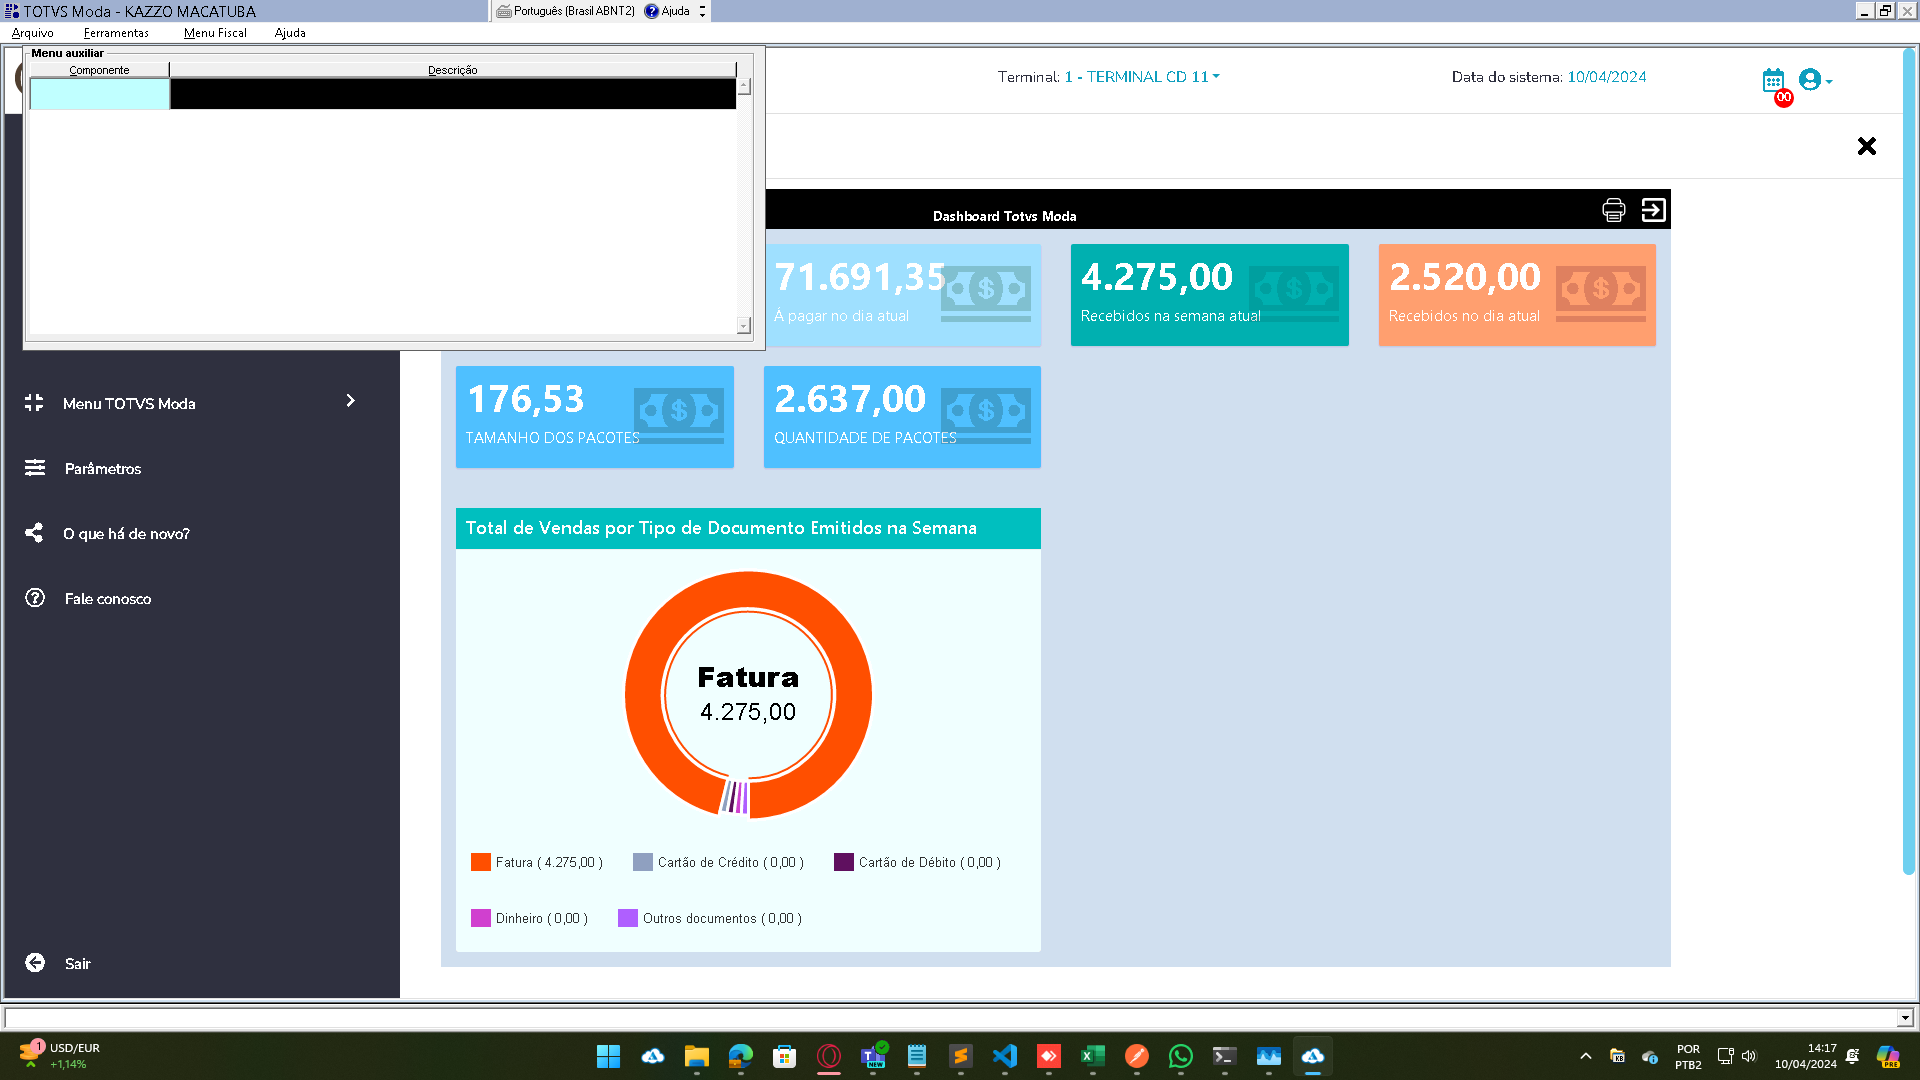 TOTVS Moda - KAZZO MACATUBA
Português (Brasil ABNT2) Ajuda
Arquivo Ferramentas Menu Fiscal Ajuda
Menu auxiliar
Componente Descrição
Terminal: 1 - TERMINAL CD 11
Data do sistema: 10/04/2024
00
Dashboard Totvs Moda
71.691,35
À pagar no dia atual
4.275,00
Recebidos na semana atual
2.520,00
Recebidos no dia atual
176,53
TAMANHO DOS PACOTES
2.637,00
QUANTIDADE DE PACOTES
Menu TOTVS Moda
Parâmetros
O que há de novo?
Fale conosco
Sair
Total de Vendas por Tipo de Documento Emitidos na Semana
Fatura
4.275,00
Fatura ( 4.275,00 ) Cartão de Crédito ( 0,00 ) Cartão de Débito ( 0,00 )
Dinheiro ( 0,00 ) Outros documentos ( 0,00 )
1
USD/EUR
+1,14%
NEW
POR
PTB2
14:17
10/04/2024
PRE